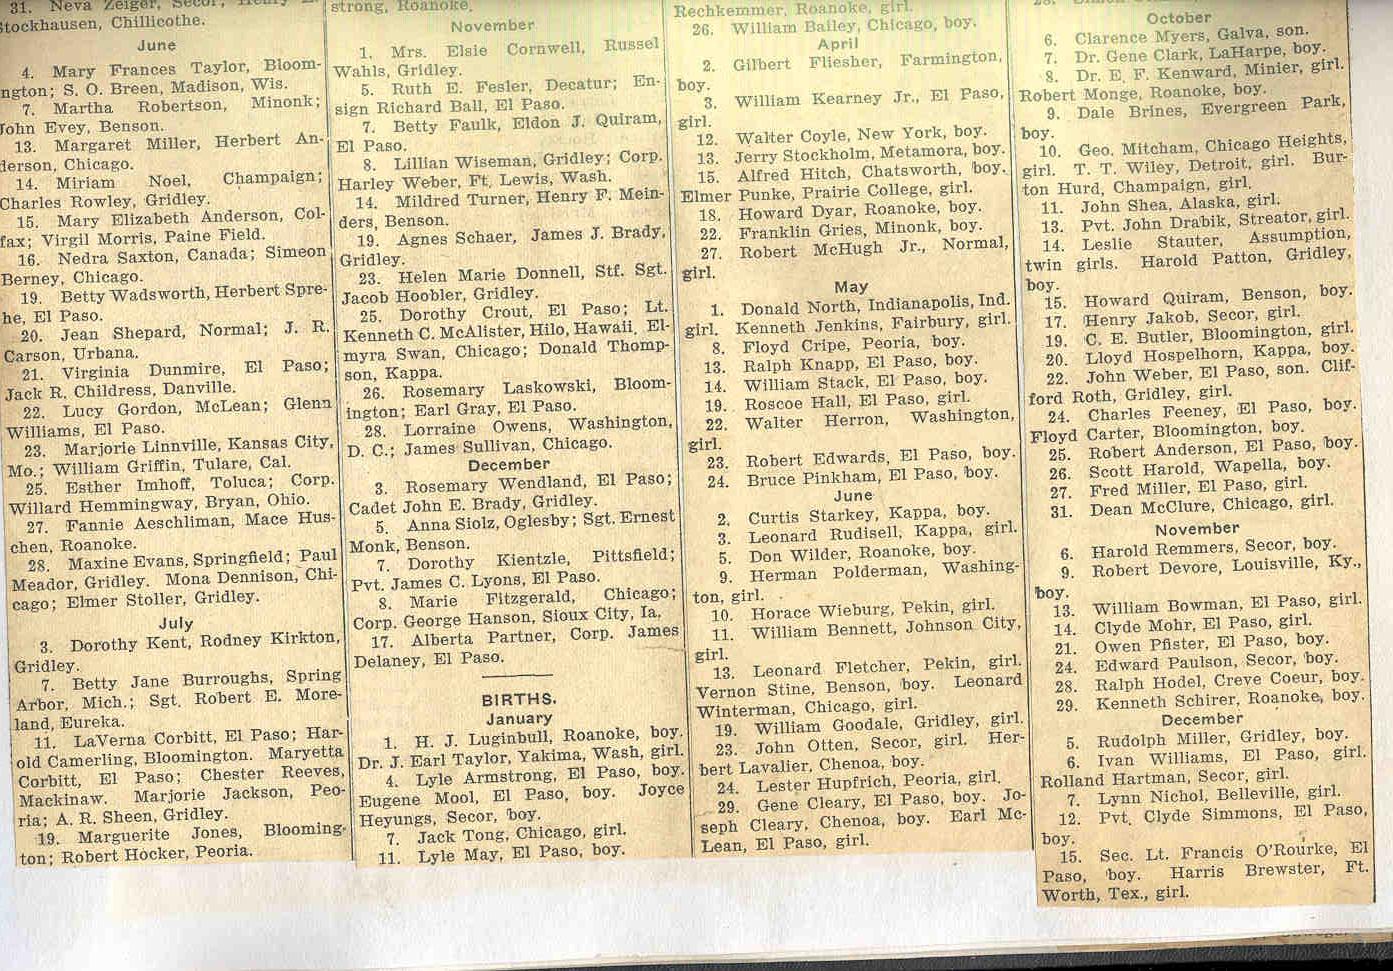 31. Neva Zeiger, Secor; Henry
Stockhausen, Chillicothe.
June
4. Mary Frances Taylor, Bloom-
ngton; S. O. Breen, Madison, Wis.
7. Martha Robertson, Minonk;
John Evey, Benson.
13. Margaret Miller, Herbert An-
derson, Chicago.
14. Miriam Noel, Champaign;
Charles Rowley, Gridley.
15. Mary Elizabeth Anderson, Col-
fax; Virgil Morris, Paine Field.
16. Nedra Saxton, Canada; Simeon
Berney, Chicago.
19. Betty Wadsworth, Herbert Spre-
he, El Paso.
20. Jean Shepard, Normal; J. R.
Carson, Urbana.
21. Virginia Dunmire, El Paso;
Jack R. Childress, Danville.
22. Lucy Gordon, McLean; Glenn
Williams, El Paso.
23. Marjorie Linnville, Kansas City,
Mo.; William Griffin, Tulare, Cal.
25. Esther Imhoff, Toluca; Corp.
Willard Hemmingway, Bryan, Ohio.
27. Fannie Aeschliman, Mace Hus-
chen, Roanoke.
28. Maxine Evans, Springfield; Paul
Meador, Gridley. Mona Dennison, Chi-
cago; Elmer Stoller, Gridley.
July
3. Dorothy Kent, Rodney Kirkton,
Gridley.
7. Betty Jane Burroughs, Spring
Arbor, Mich.; Sgt. Robert E. More-
land, Eureka.
11. LaVerna Corbitt, El Paso; Har-
old Camerling, Bloomington. Maryetta
Corbitt, El Paso; Chester Reeves,
Mackinaw. Marjorie Jackson, Peo-
ria; A. R. Sheen, Gridley.
19. Marguerite Jones, Blooming-
ton; Robert Hocker, Peoria.
strong, Roanoke.
November
1. Mrs. Elsie Cornwell, Russel
Wahls, Gridley.
5. Ruth E. Fesler, Decatur; En-
sign Richard Ball, El Paso.
7. Betty Faulk, Eldon J. Quiram,
El Paso.
8. Lillian Wiseman, Gridley; Corp.
Harley Weber, Ft. Lewis, Wash.
14. Mildred Turner, Henry F. Mein-
ders, Benson.
19. Agnes Schaer, James J. Brady,
Gridley.
23. Helen Marie Donnell, Stf. Sgt.
Jacob Hoobler, Gridley.
25. Dorothy Crout, El Paso; Lt.
Kenneth C. McAlister, Hilo, Hawaii. El-
myra Swan, Chicago; Donald Thomp-
son, Kappa.
26. Rosemary Laskowski, Bloom-
ington; Earl Gray, El Paso.
28. Lorraine Owens, Washington,
D. C.; James Sullivan, Chicago.
December
3. Rosemary Wendland, El Paso;
Cadet John E. Brady, Gridley.
5. Anna Siolz, Oglesby; Sgt. Ernest
Monk, Benson.
7. Dorothy Kientzle, Pittsfield;
Pvt. James C. Lyons, El Paso.
8. Marie Fitzgerald, Chicago;
Corp. George Hanson, Sioux City, Ia.
17. Alberta Partner, Corp. James
Delaney, El Paso.
BIRTHS.
January
1. H. J. Luginbull, Roanoke, boy.
Dr. J. Earl Taylor, Yakima, Wash, girl.
4. Lyle Armstrong, El Paso, boy.
Eugene Mool, El Paso, boy. Joyce
Heyungs, Secor, boy.
7. Jack Tong, Chicago, girl.
11. Lyle May, El Paso, boy.
Rechkemmer, Roanoke, girl.
26. William Bailey, Chicago, boy.
April
2. Gilbert Fliesher, Farmington,
boy.
3. William Kearney Jr., El Paso,
girl.
12. Walter Coyle, New York, boy.
13. Jerry Stockholm, Metamora, boy.
15. Alfred Hitch, Chatsworth, boy.
Elmer Punke, Prairie College, girl.
18. Howard Dyar, Roanoke, boy.
22. Franklin Gries, Minonk, boy.
27. Robert McHugh Jr., Normal,
girl.
May
1. Donald North, Indianapolis, Ind.
girl. Kenneth Jenkins, Fairbury, girl.
8. Floyd Cripe, Peoria, boy.
13. Ralph Knapp, El Paso, boy.
14. William Stack, El Paso, boy.
19. Roscoe Hall, El Paso, girl.
22. Walter Herron, Washington,
girl.
23. Robert Edwards, El Paso, boy.
24. Bruce Pinkham, El Paso, boy.
June
2. Curtis Starkey, Kappa, boy.
3. Leonard Rudisell, Kappa, girl.
5. Don Wilder, Roanoke, boy.
9. Herman Polderman, Washing-
ton, girl.
10. Horace Wieburg, Pekin, girl.
11. William Bennett, Johnson City,
girl.
13. Leonard Fletcher, Pekin, girl.
Vernon Stine, Benson, boy. Leonard
Winterman, Chicago, girl.
19. William Goodale, Gridley, girl.
23. John Otten, Secor, girl. Her-
bert Lavalier, Chenoa, boy.
24. Lester Hupfrich, Peoria, girl.
29. Gene Cleary, El Paso, boy. Jo-
seph Cleary, Chenoa, boy. Earl Mc-
Lean, El Paso, girl.
October
6. Clarence Myers, Galva, son.
7. Dr. Gene Clark, LaHarpe, boy.
8. Dr. E. F. Kenward, Minier, girl.
Robert Monge, Roanoke, boy.
9. Dale Brines, Evergreen Park,
boy.
10. Geo. Mitcham, Chicago Heights,
girl. T. T. Wiley, Detroit, girl. Bur-
ton Hurd, Champaign, girl.
11. John Shea, Alaska, girl.
13. Pvt. John Drabik, Streator, girl.
14. Leslie Stauter, Assumption,
twin girls. Harold Patton, Gridley,
boy.
15. Howard Quiram, Benson, boy.
17. Henry Jakob, Secor, girl.
19. C. E. Butler, Bloomington, girl.
20. Lloyd Hospelhorn, Kappa, boy.
22. John Weber, El Paso, son. Clif-
ford Roth, Gridley, girl.
24. Charles Feeney, El Paso, boy.
Floyd Carter, Bloomington, boy.
25. Robert Anderson, El Paso, boy.
26. Scott Harold, Wapella, boy.
27. Fred Miller, El Paso, girl.
31. Dean McClure, Chicago, girl.
November
6. Harold Remmers, Secor, boy.
9. Robert Devore, Louisville, Ky.,
boy.
13. William Bowman, El Paso, girl.
14. Clyde Mohr, El Paso, girl.
21. Owen Pfister, El Paso, boy.
24. Edward Paulson, Secor, boy.
28. Ralph Hodel, Creve Coeur, boy.
29. Kenneth Schirer, Roanoke, boy.
December
5. Rudolph Miller, Gridley, boy.
6. Ivan Williams, El Paso, girl.
Rolland Hartman, Secor, girl.
7. Lynn Nichol, Belleville, girl.
12. Pvt. Clyde Simmons, El Paso,
boy.
15. Sec. Lt. Francis O'Rourke, El
Paso, boy. Harris Brewster, Ft.
Worth, Tex., girl.